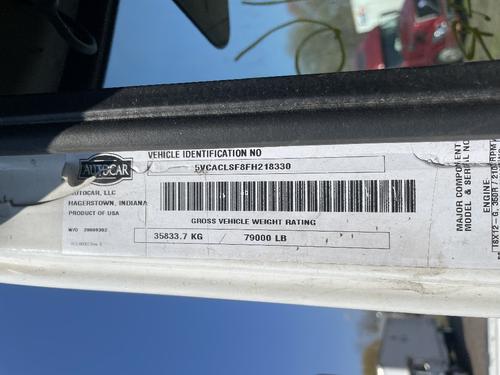 AUTOCAR
AUTOCAR, LLC
HAGERSTOWN, INDIANA
PRODUCT OF USA
VEHICLE IDENTIFICATION NO
5VCACLSF8FH218330
GROSS VEHICLE WEIGHT RATING
35833.7 KG / 79000 LB
MAJOR COMPONENT
MODEL & SERIAL NO
ENGINE